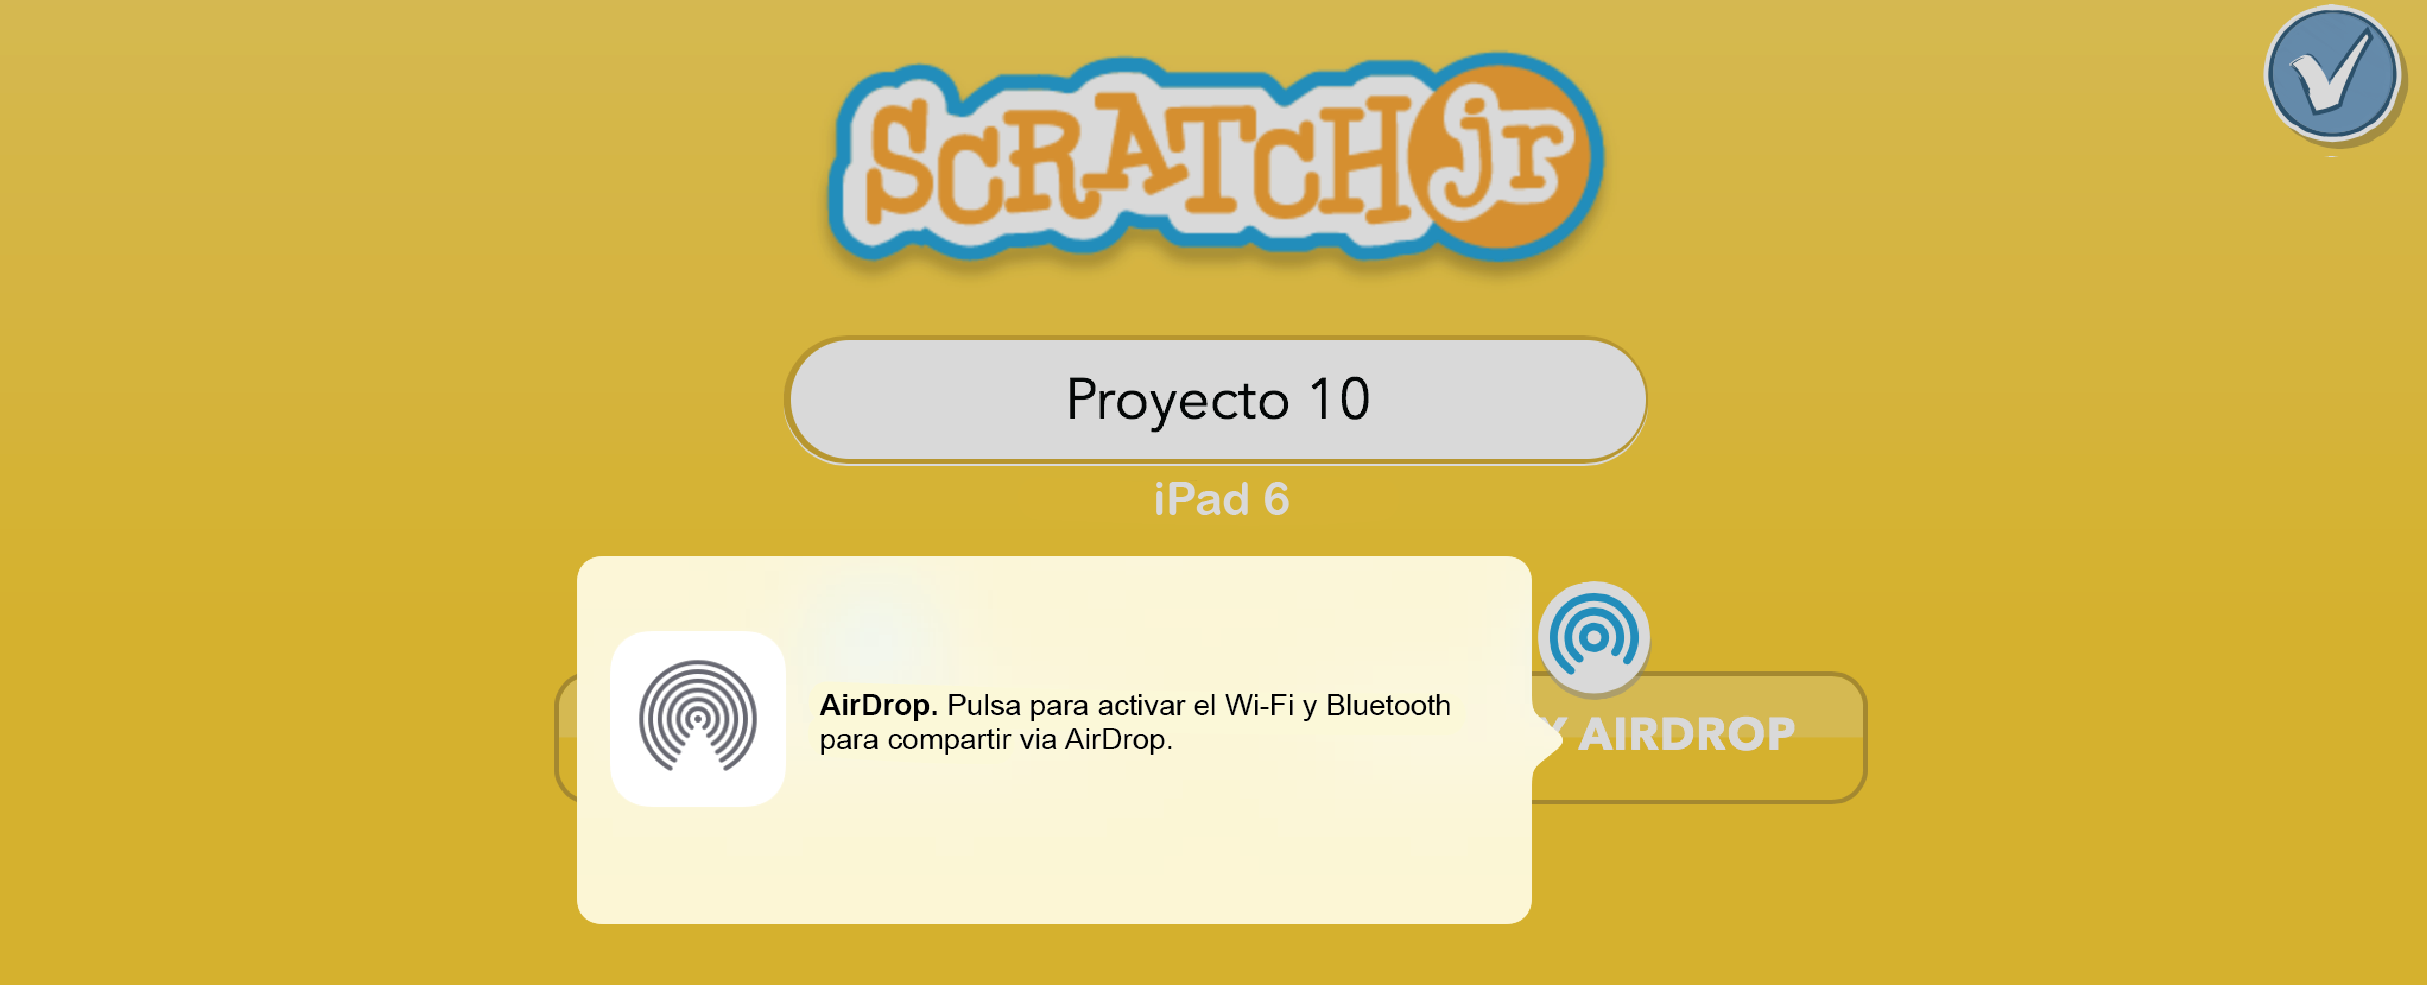 SCRATCH jr
Proyecto 10
iPad 6
AirDrop. Pulsa para activar el Wi-Fi y Bluetooth
para compartir via AirDrop.
Y AIRDROP